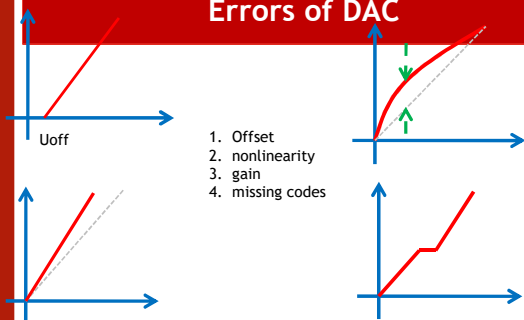 Errors of DAC
Uoff
1. Offset
2. nonlinearity
3. gain
4. missing codes